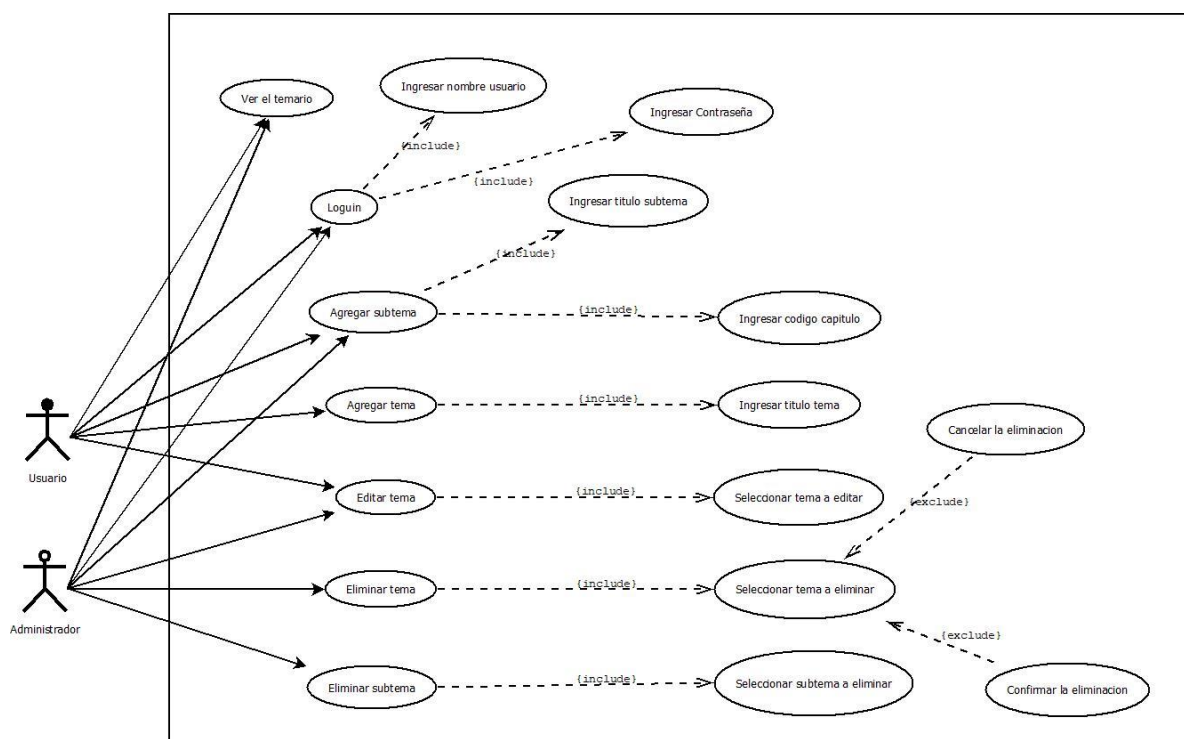 Ingresar nombre usuario
Ver el temario
Ingresar Contraseña
{include}
{include}
Loguin
Ingresar titulo subtema
{include}
Agregar subtema
{include}
Ingresar codigo capitulo
Agregar tema
{include}
Ingresar titulo tema
Cancelar la eliminacion
Usuario
Editar tema
{include}
Seleccionar tema a editar
{exclude}
Eliminar tema
{include}
Seleccionar tema a eliminar
Administrador
{exclude}
Eliminar subtema
{include}
Seleccionar subtema a eliminar
Confirmar la eliminacion